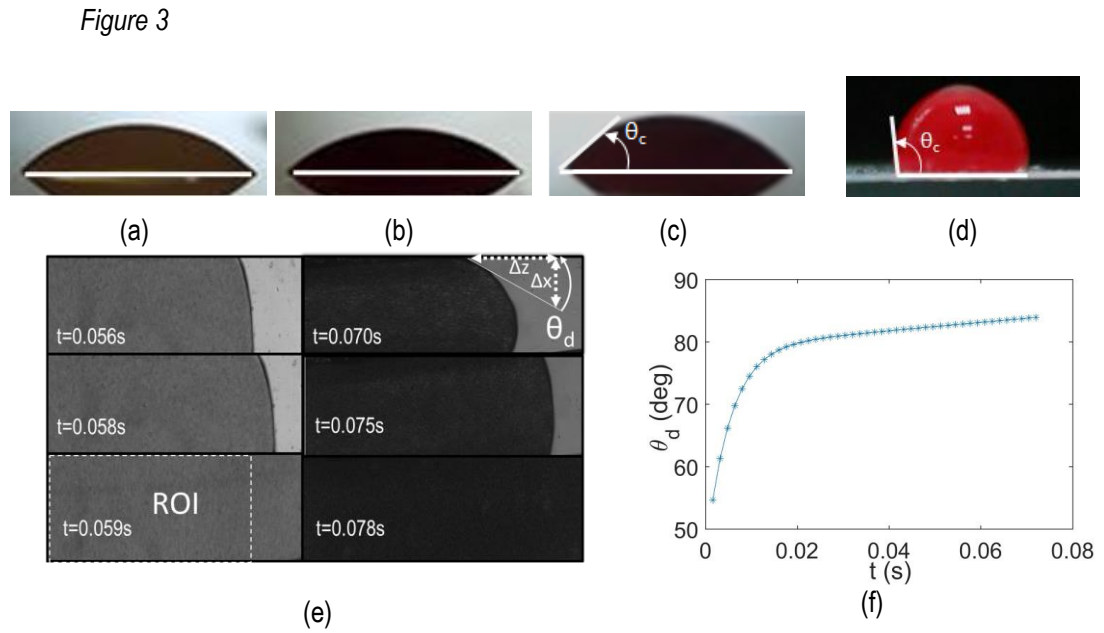 Figure 3
θc
θc
(a)
(b)
(c)
(d)
t=0.056s
t=0.070s
Δz
Δx
θd
t=0.058s
t=0.075s
ROI
t=0.059s
t=0.078s
(e)
90
80
70
60
50
θd (deg)
0
0.02
0.04
0.06
0.08
t (s)
(f)